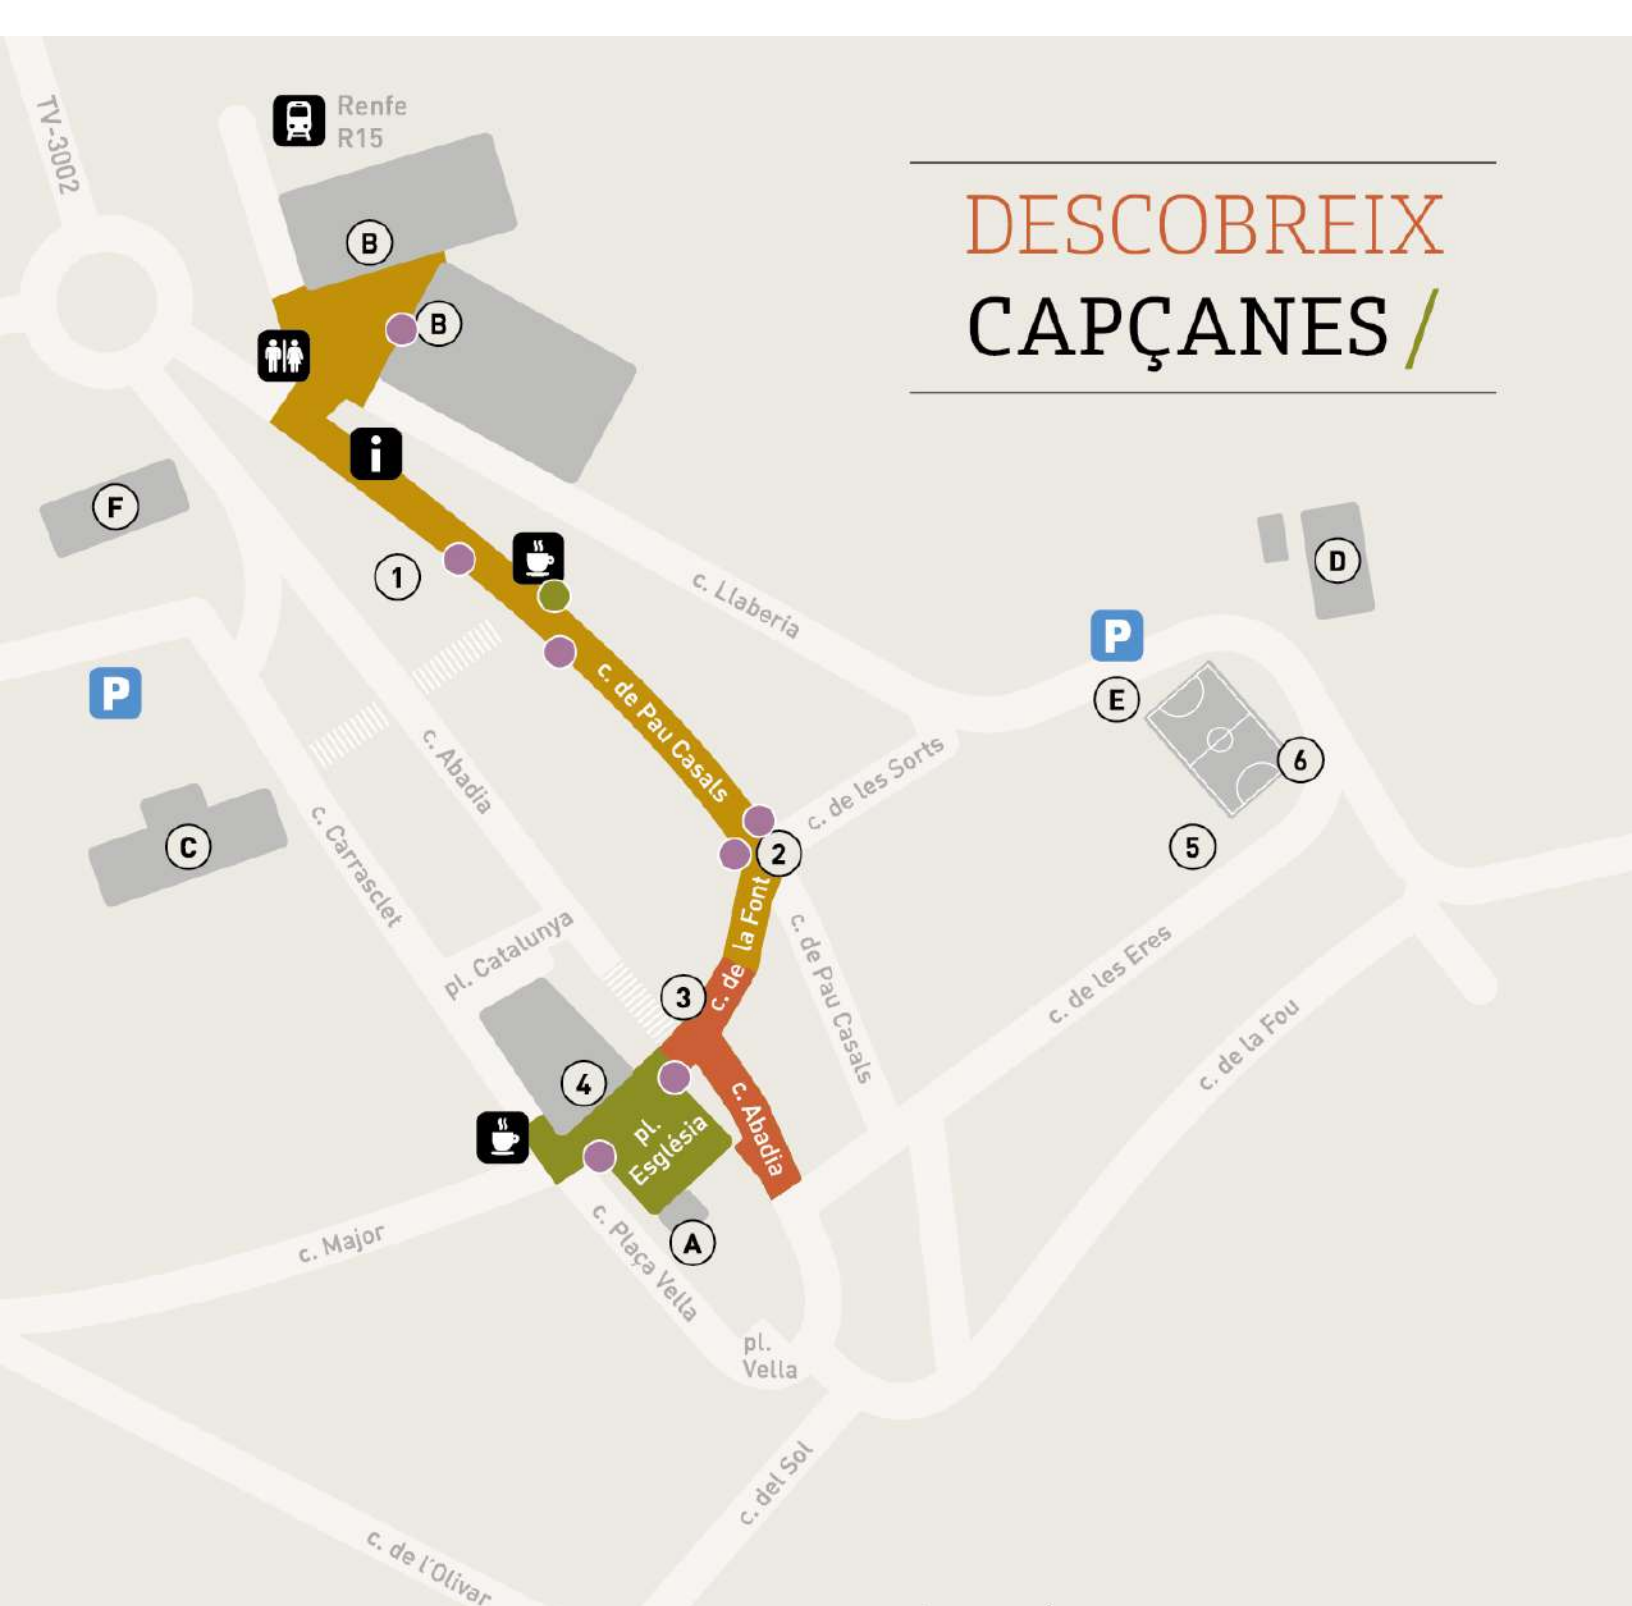 TV-3002
Renfe
R15
DESCOBREIX
CAPÇANES /
B
B
i
F
1
D
P
E
6
5
c. Llaberia
P
c. de Pau Casals
c. de les Sorts
c. Abadia
C
c. Carrasclet
2
c. de la Font
pl. Catalunya
c. de Pau Casals
c. de les Eres
c. de la Fou
3
4
pl.
Església
c. Abadia
A
c. Major
c. Plaça Vella
pl.
Vella
c. del Sol
c. de l'Olivar